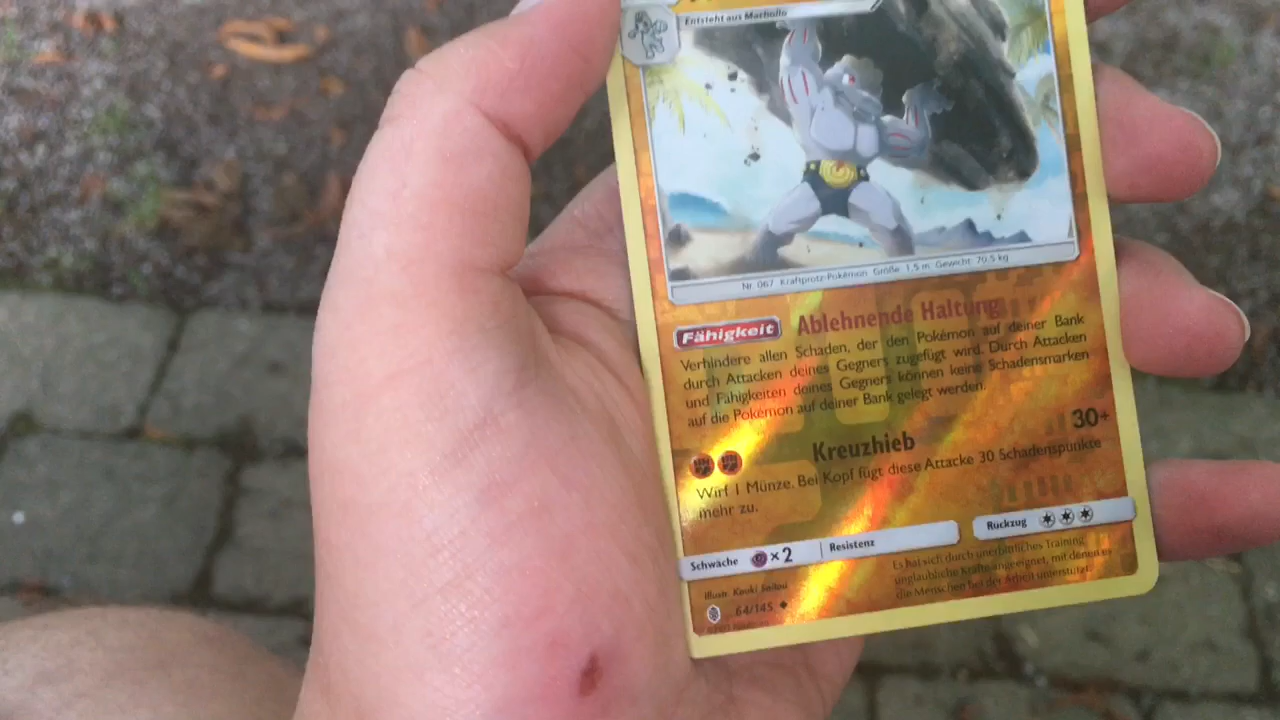 Entsteht aus Machollo
Nr. 067 Kraftprotz-Pokémon Größe 1,5 m. Gewicht: 70.5 kg
Fähigkeit Ablehnende Haltung
Verhindere allen Schaden, der den Pokémon auf deiner Bank
durch Attacken deines Gegners zugefügt wird. Durch Attacken
und Fähigkeiten deines Gegners können keine Schadensmarken
auf die Pokémon auf deiner Bank gelegt werden.
Kreuzhieb 30+
Wirf 1 Münze. Bei Kopf fügt diese Attacke 30 Schadenspunkte
mehr zu.
Schwäche ×2 Resistenz Rückzug
Es hat sich durch unerbittliches Training
unglaubliche Kräfte angeeignet, mit denen es
die Menschen bei der Arbeit unterstützt.
Illustr. Kouki Saitou
64/145